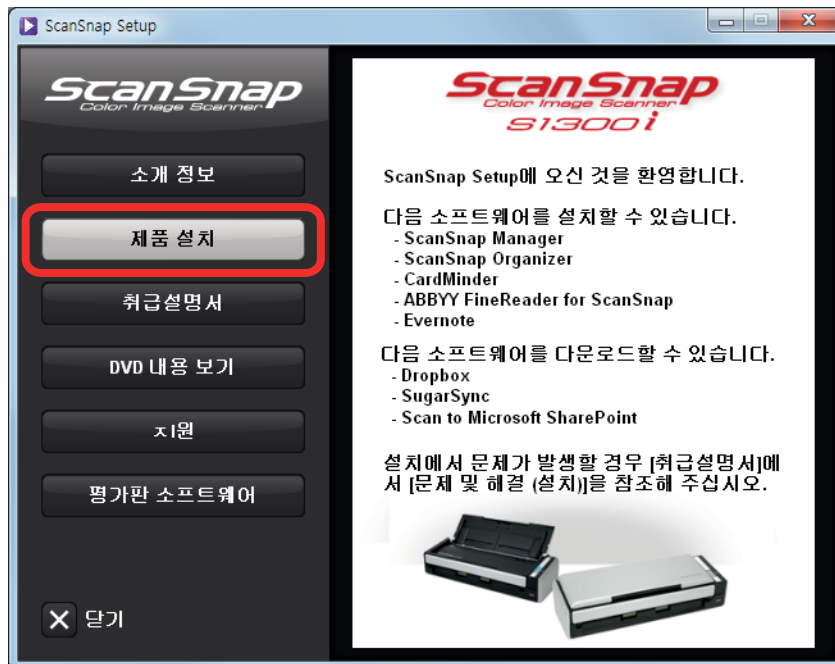 ScanSnap Setup
ScanSnap
Color Image Scanner
소개 정보
제품 설치
취급설명서
DVD 내용 보기
지원
평가판 소프트웨어
닫기
ScanSnap
Color Image Scanner
S1300i
ScanSnap Setup에 오신 것을 환영합니다.
다음 소프트웨어를 설치할 수 있습니다.
- ScanSnap Manager
- ScanSnap Organizer
- CardMinder
- ABBYY FineReader for ScanSnap
- Evernote
다음 소프트웨어를 다운로드할 수 있습니다.
- Dropbox
- SugarSync
- Scan to Microsoft SharePoint
설치에서 문제가 발생할 경우 [취급설명서]에
서 [문제 및 해결 (설치)]을 참조해 주십시오.